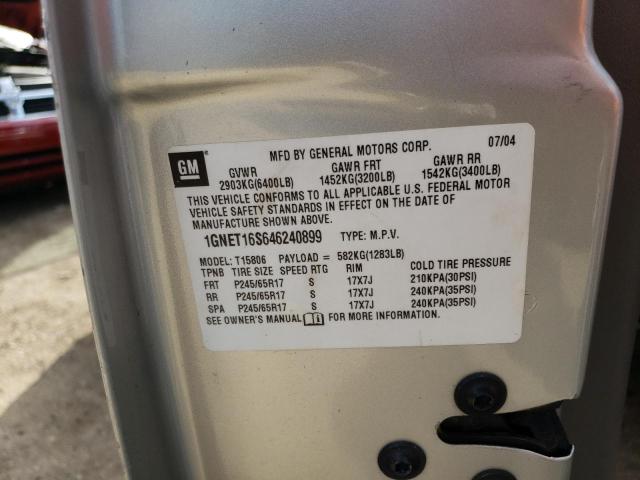 GM
MFD BY GENERAL MOTORS CORP. 07/04
GVWR GAWR FRT GAWR RR
2903KG(6400LB) 1452KG(3200LB) 1542KG(3400LB)
THIS VEHICLE CONFORMS TO ALL APPLICABLE U.S. FEDERAL MOTOR
VEHICLE SAFETY STANDARDS IN EFFECT ON THE DATE OF
MANUFACTURE SHOWN ABOVE.
1GNET16S646240899 TYPE: M.P.V.
MODEL: T15806 PAYLOAD = 582KG(1283LB)
TPNB TIRE SIZE SPEED RTG RIM COLD TIRE PRESSURE
FRT P245/65R17 S 17X7J 210KPA(30PSI)
RR P245/65R17 S 17X7J 240KPA(35PSI)
SPA P245/65R17 S 17X7J 240KPA(35PSI)
SEE OWNER'S MANUAL FOR MORE INFORMATION.